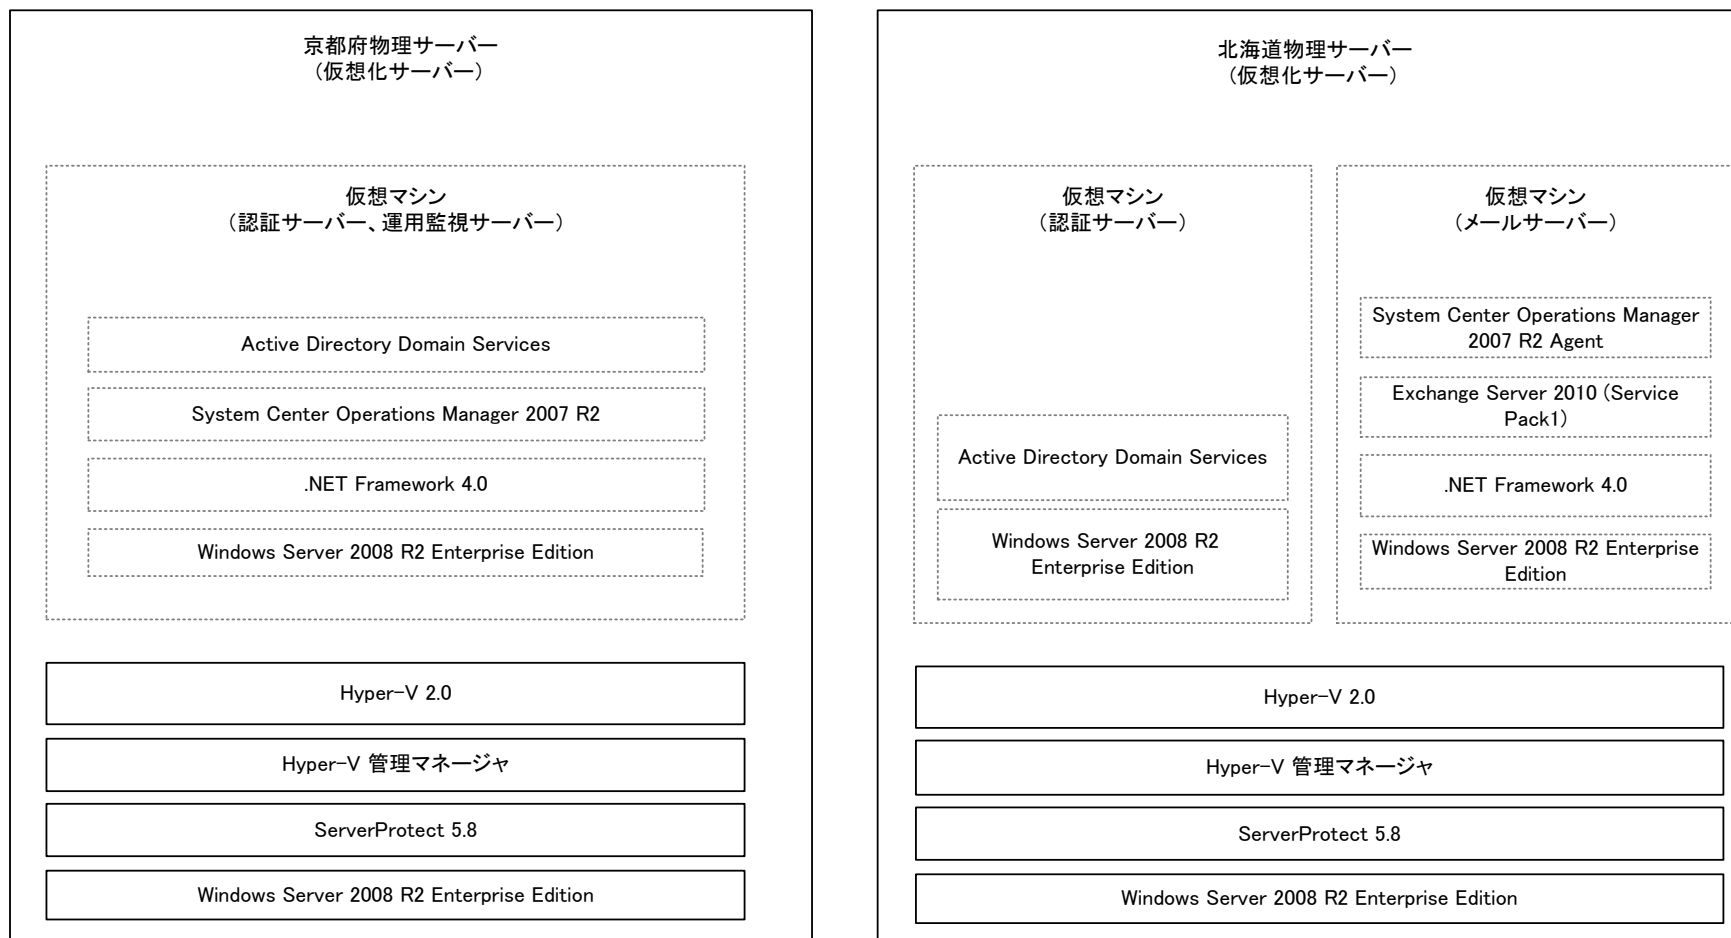 京都府物理サーバー
（仮想化サーバー）
仮想マシン
（認証サーバー、運用監視サーバー）
Active Directory Domain Services
System Center Operations Manager 2007 R2
.NET Framework 4.0
Windows Server 2008 R2 Enterprise Edition
Hyper-V 2.0
Hyper-V 管理マネージャ
ServerProtect 5.8
Windows Server 2008 R2 Enterprise Edition
北海道物理サーバー
（仮想化サーバー）
仮想マシン
（認証サーバー）
Active Directory Domain Services
Windows Server 2008 R2
Enterprise Edition
仮想マシン
（メールサーバー）
System Center Operations Manager
2007 R2 Agent
Exchange Server 2010 (Service
Pack1)
.NET Framework 4.0
Windows Server 2008 R2 Enterprise
Edition
Hyper-V 2.0
Hyper-V 管理マネージャ
ServerProtect 5.8
Windows Server 2008 R2 Enterprise Edition